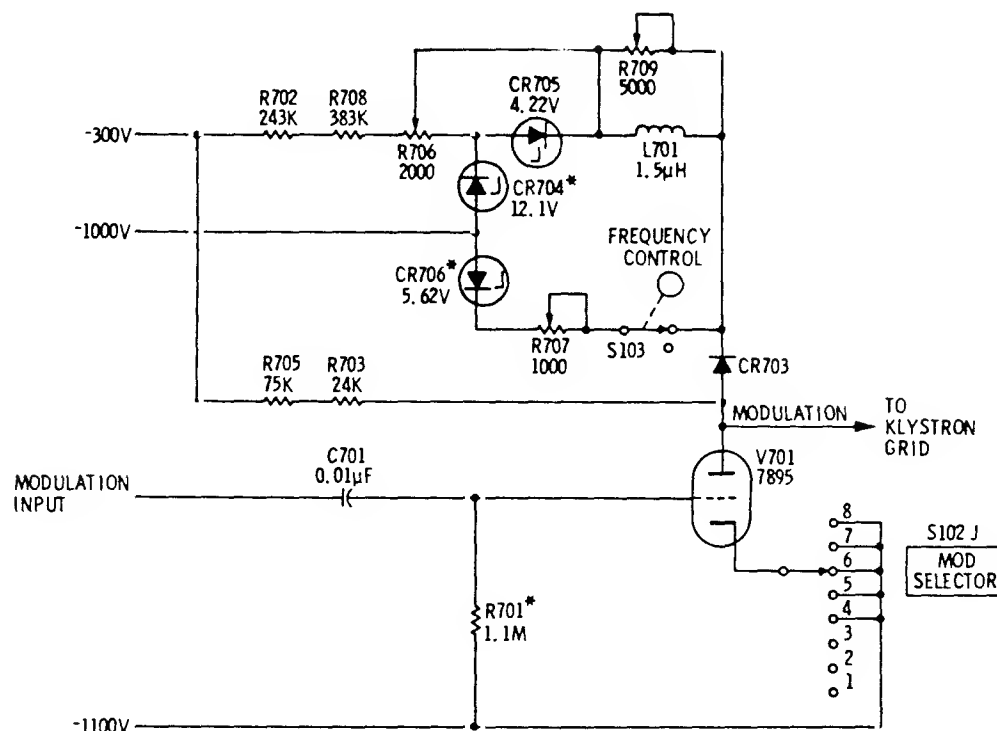 R709
5000
CR705
4.22V
R702
243K
R708
383K
-300V
R706
2000
L701
1.5µH
CR704*
12.1V
-1000V
FREQUENCY
CONTROL
CR706*
5.62V
R707
1000
S103
CR703
R705
75K
R703
24K
MODULATION
TO
KLYSTRON
GRID
V701
7895
C701
0.01µF
MODULATION
INPUT
8
7
6
5
4
3
2
1
S102 J
MOD
SELECTOR
R701*
1.1M
-1100V